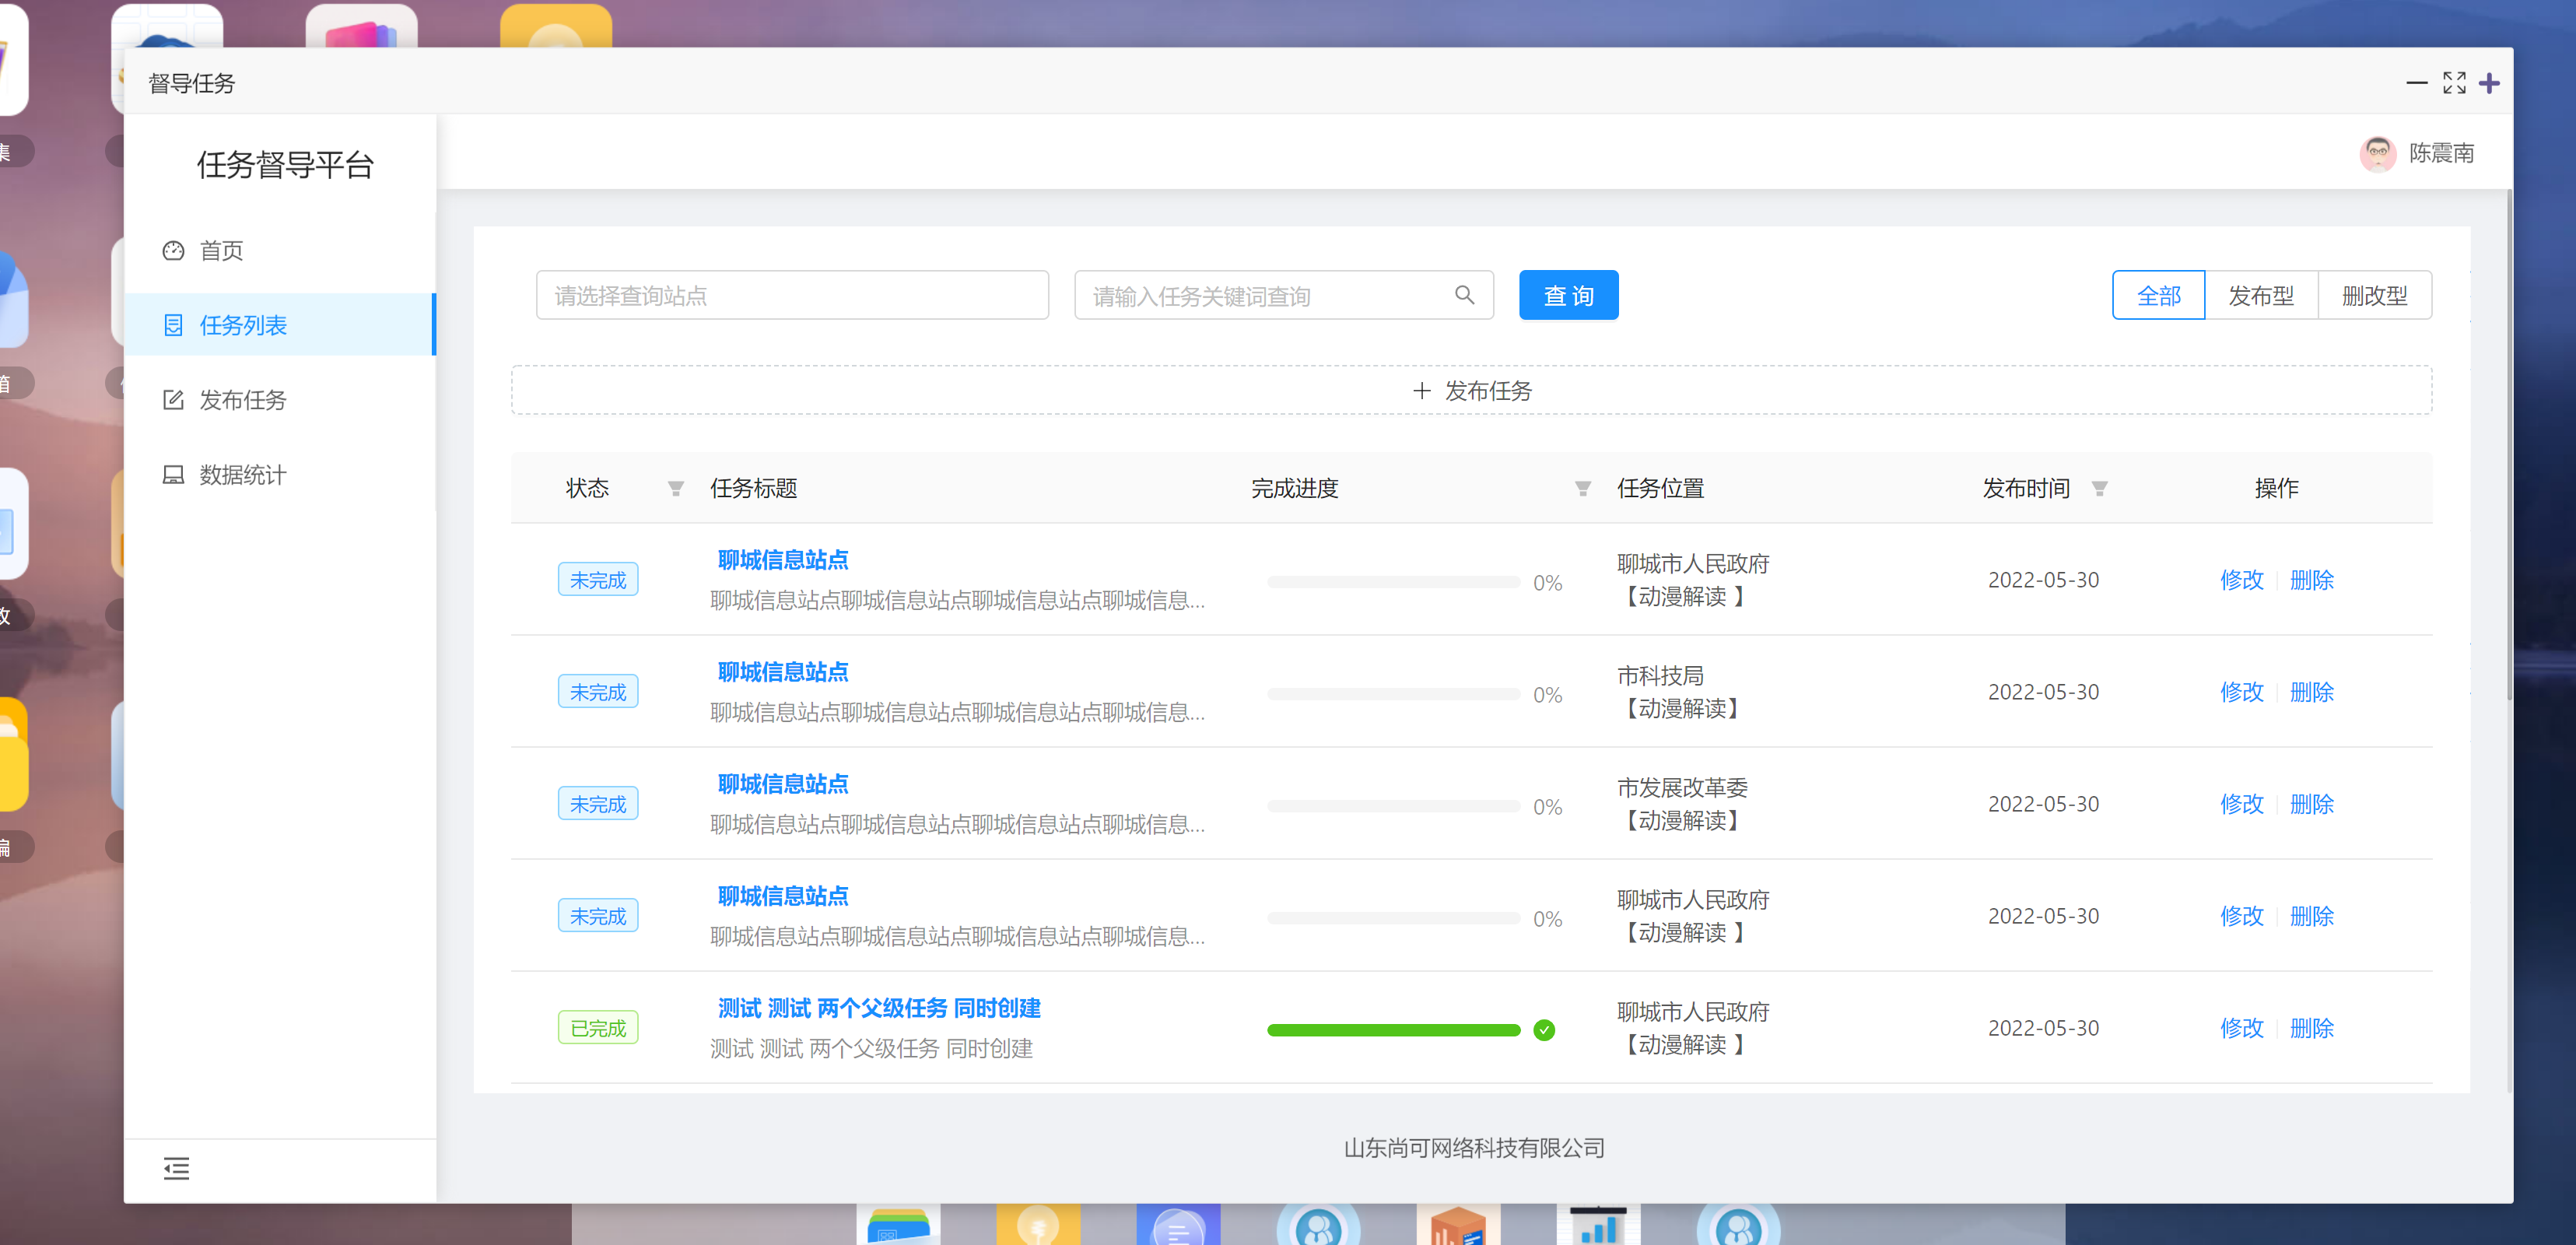 督导任务
任务督导平台
陈震南
首页
任务列表
发布任务
数据统计
请选择查询站点
请输入任务关键词查询
查 询
全部
发布型
删改型
发布任务
状态 任务标题 完成进度 任务位置 发布时间 操作
未完成
聊城信息站点
聊城信息站点聊城信息站点聊城信息站点聊城信息...
0%
聊城市人民政府
【动漫解读 】
2022-05-30
修改 删除
未完成
聊城信息站点
聊城信息站点聊城信息站点聊城信息站点聊城信息...
0%
市科技局
【动漫解读】
2022-05-30
修改 删除
未完成
聊城信息站点
聊城信息站点聊城信息站点聊城信息站点聊城信息...
0%
市发展改革委
【动漫解读】
2022-05-30
修改 删除
未完成
聊城信息站点
聊城信息站点聊城信息站点聊城信息站点聊城信息...
0%
聊城市人民政府
【动漫解读 】
2022-05-30
修改 删除
已完成
测试 测试 两个父级任务 同时创建
测试 测试 两个父级任务 同时创建
聊城市人民政府
【动漫解读 】
2022-05-30
修改 删除
山东尚可网络科技有限公司